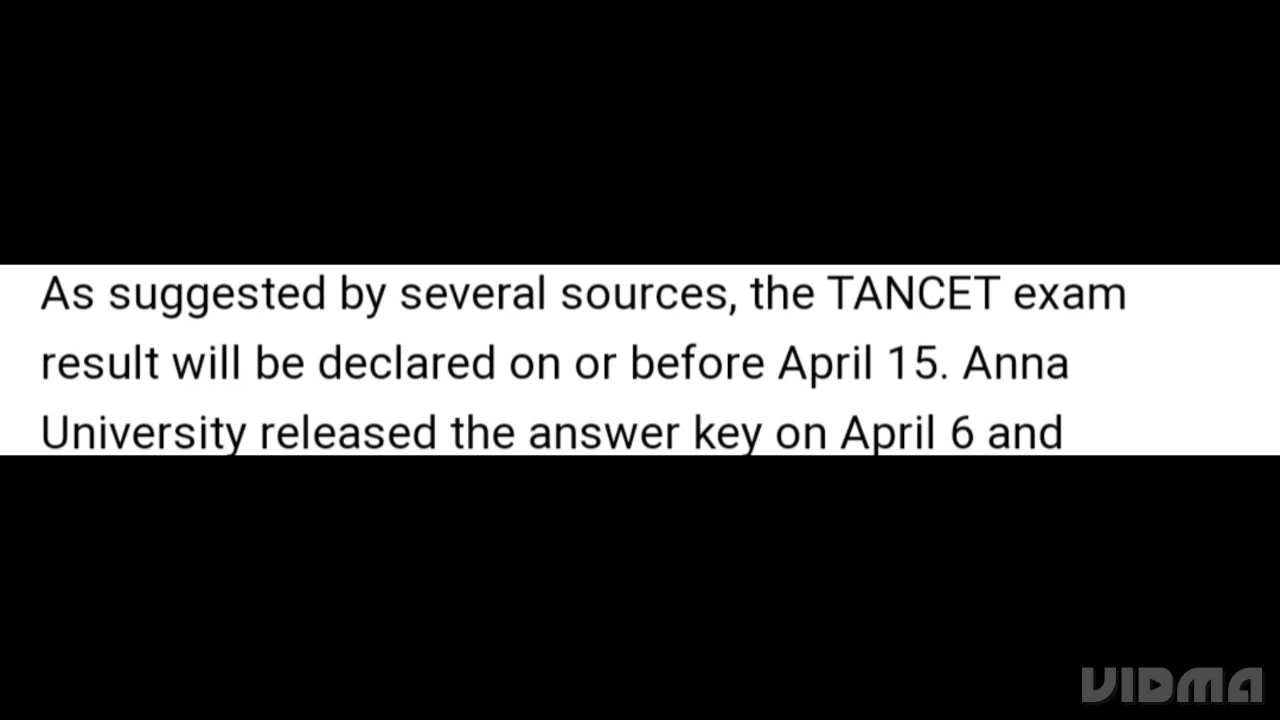 As suggested by several sources, the TANCET exam
result will be declared on or before April 15. Anna
University released the answer key on April 6 and
VIDMA